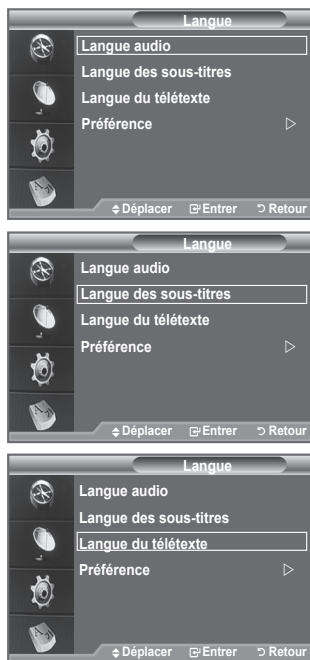 Langue
Langue audio
Langue des sous-titres
Langue du télétexte
Préférence
Déplacer Entrer Retour
Langue
Langue audio
Langue des sous-titres
Langue du télétexte
Préférence
Déplacer Entrer Retour
Langue
Langue audio
Langue des sous-titres
Langue du télétexte
Préférence
Déplacer Entrer Retour